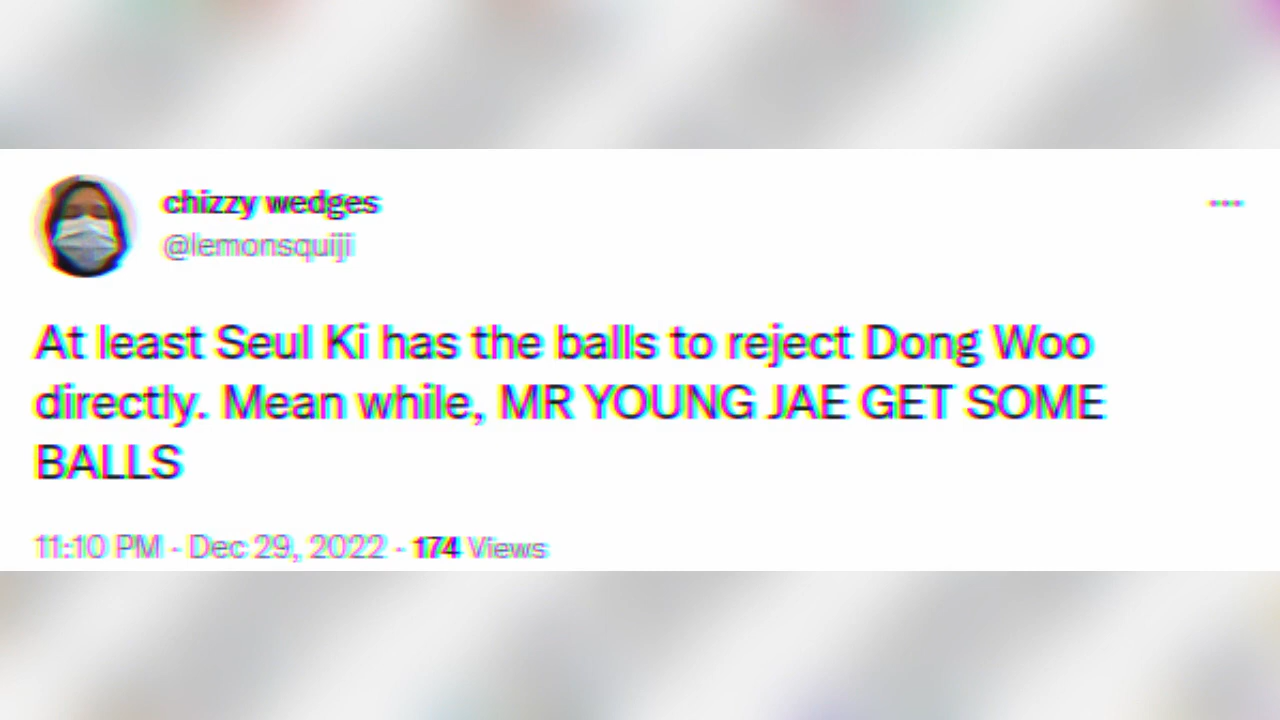 chizzy wedges
@lemonsquiji
At least Seul Ki has the balls to reject Dong Woo
directly. Mean while, MR YOUNG JAE GET SOME
BALLS
11:10 PM · Dec 29, 2022 · 174 Views